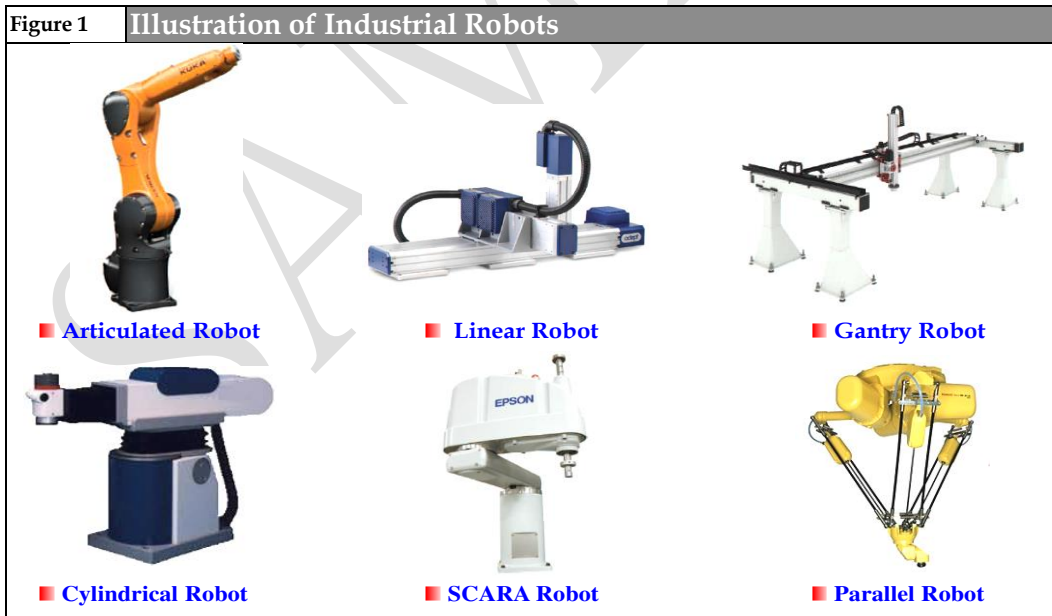 Figure 1
Illustration of Industrial Robots
KUKA
adept
Articulated Robot
Linear Robot
Gantry Robot
EPSON
Cylindrical Robot
SCARA Robot
Parallel Robot